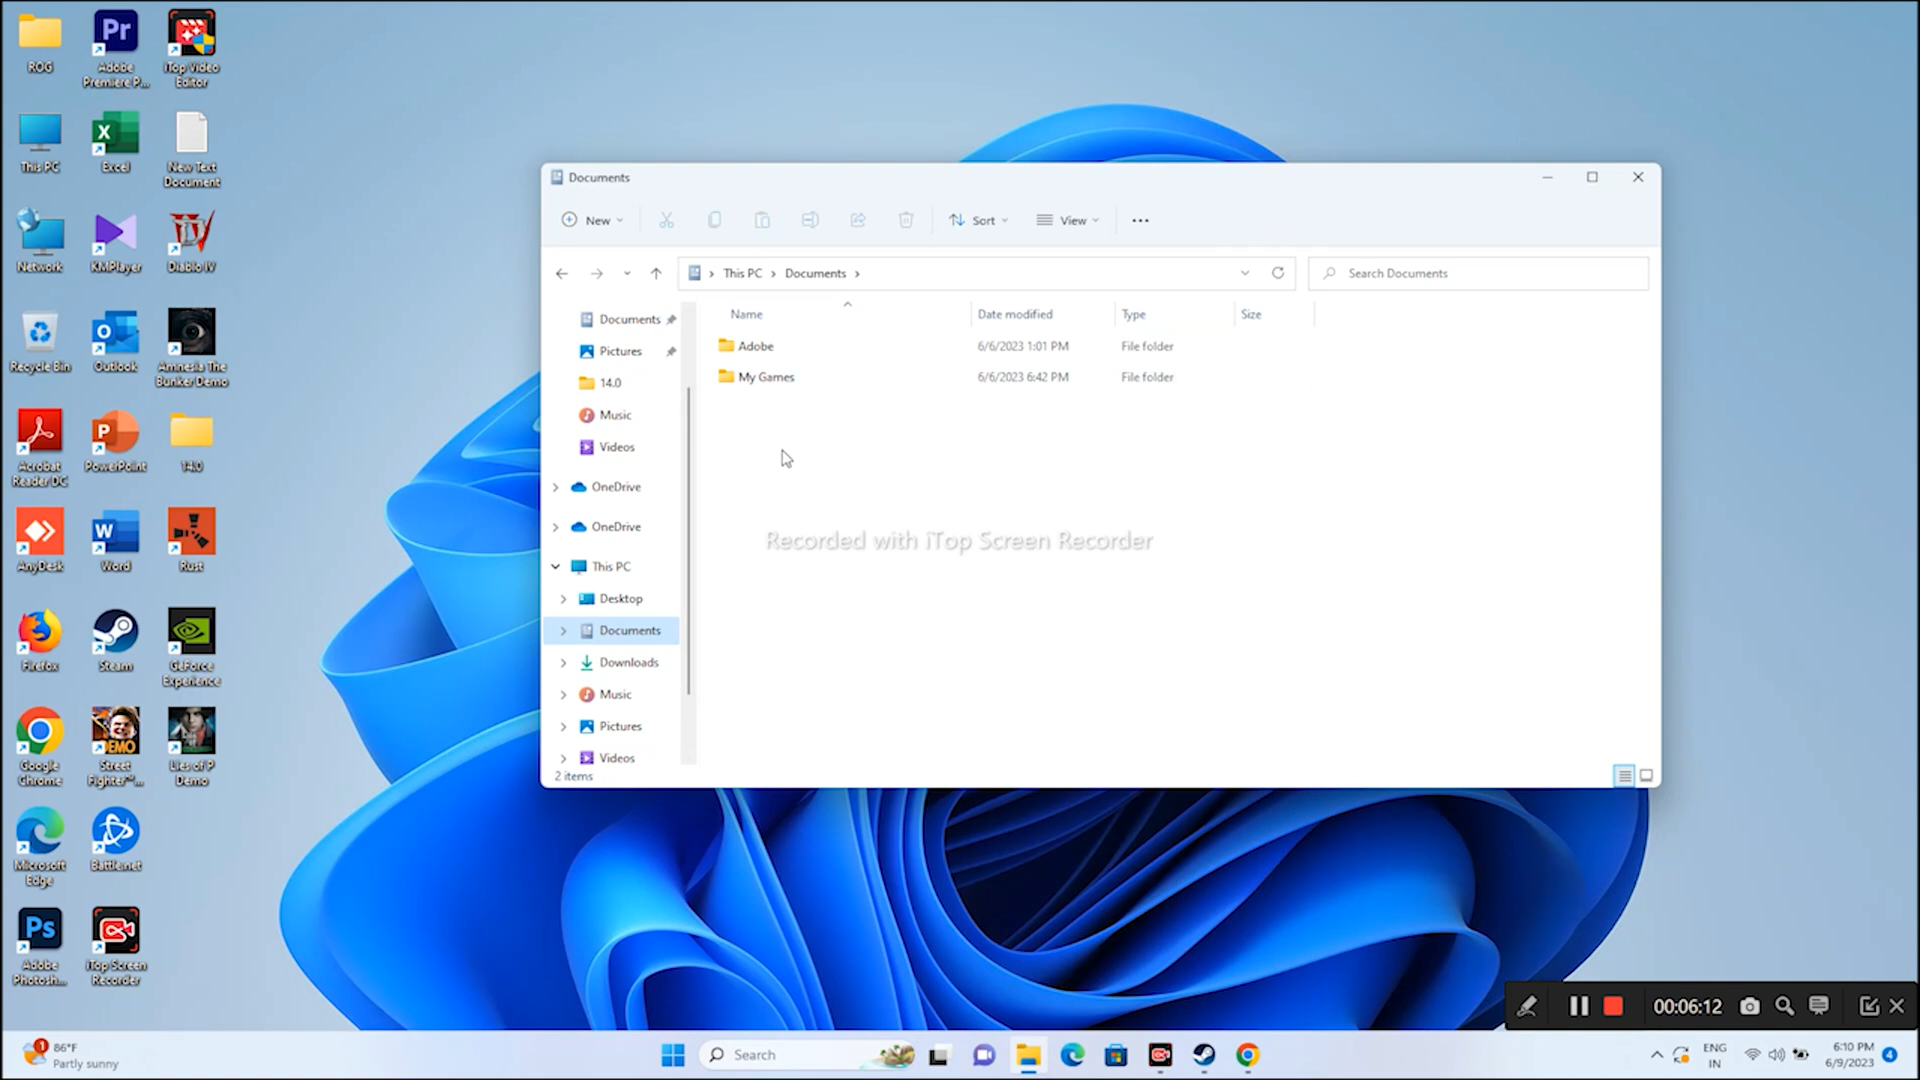 ROG
Adobe
Premiere P...
iTop Video
Editor
This PC
Excel
New Text
Document
Network
KMPlayer
Diablo IV
Recycle Bin
Outlook
Amnesia The
Bunker Demo
Acrobat
Reader DC
PowerPoint
14.0
AnyDesk
Word
Rust
Firefox
Steam
GeForce
Experience
Google
Chrome
Street
Fighter™...
Lies of P
Demo
Microsoft
Edge
Battle.net
Adobe
Photosh...
iTop Screen
Recorder
Documents
New
Sort
View
This PC
Documents
Search Documents
Name
Date modified
Type
Size
Adobe
6/6/2023 1:01 PM
File folder
My Games
6/6/2023 6:42 PM
File folder
Documents
Pictures
14.0
Music
Videos
OneDrive
OneDrive
This PC
Desktop
Documents
Downloads
Music
Pictures
Videos
2 items
Recorded with iTop Screen Recorder
00:06:12
1
86°F
Partly sunny
Search
ENG
IN
6:10 PM
6/9/2023
4